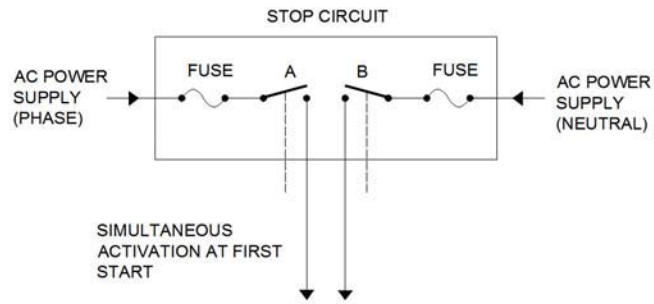 STOP CIRCUIT
AC POWER
SUPPLY
(PHASE)
FUSE
A
B
FUSE
AC POWER
SUPPLY
(NEUTRAL)
SIMULTANEOUS
ACTIVATION AT FIRST
START